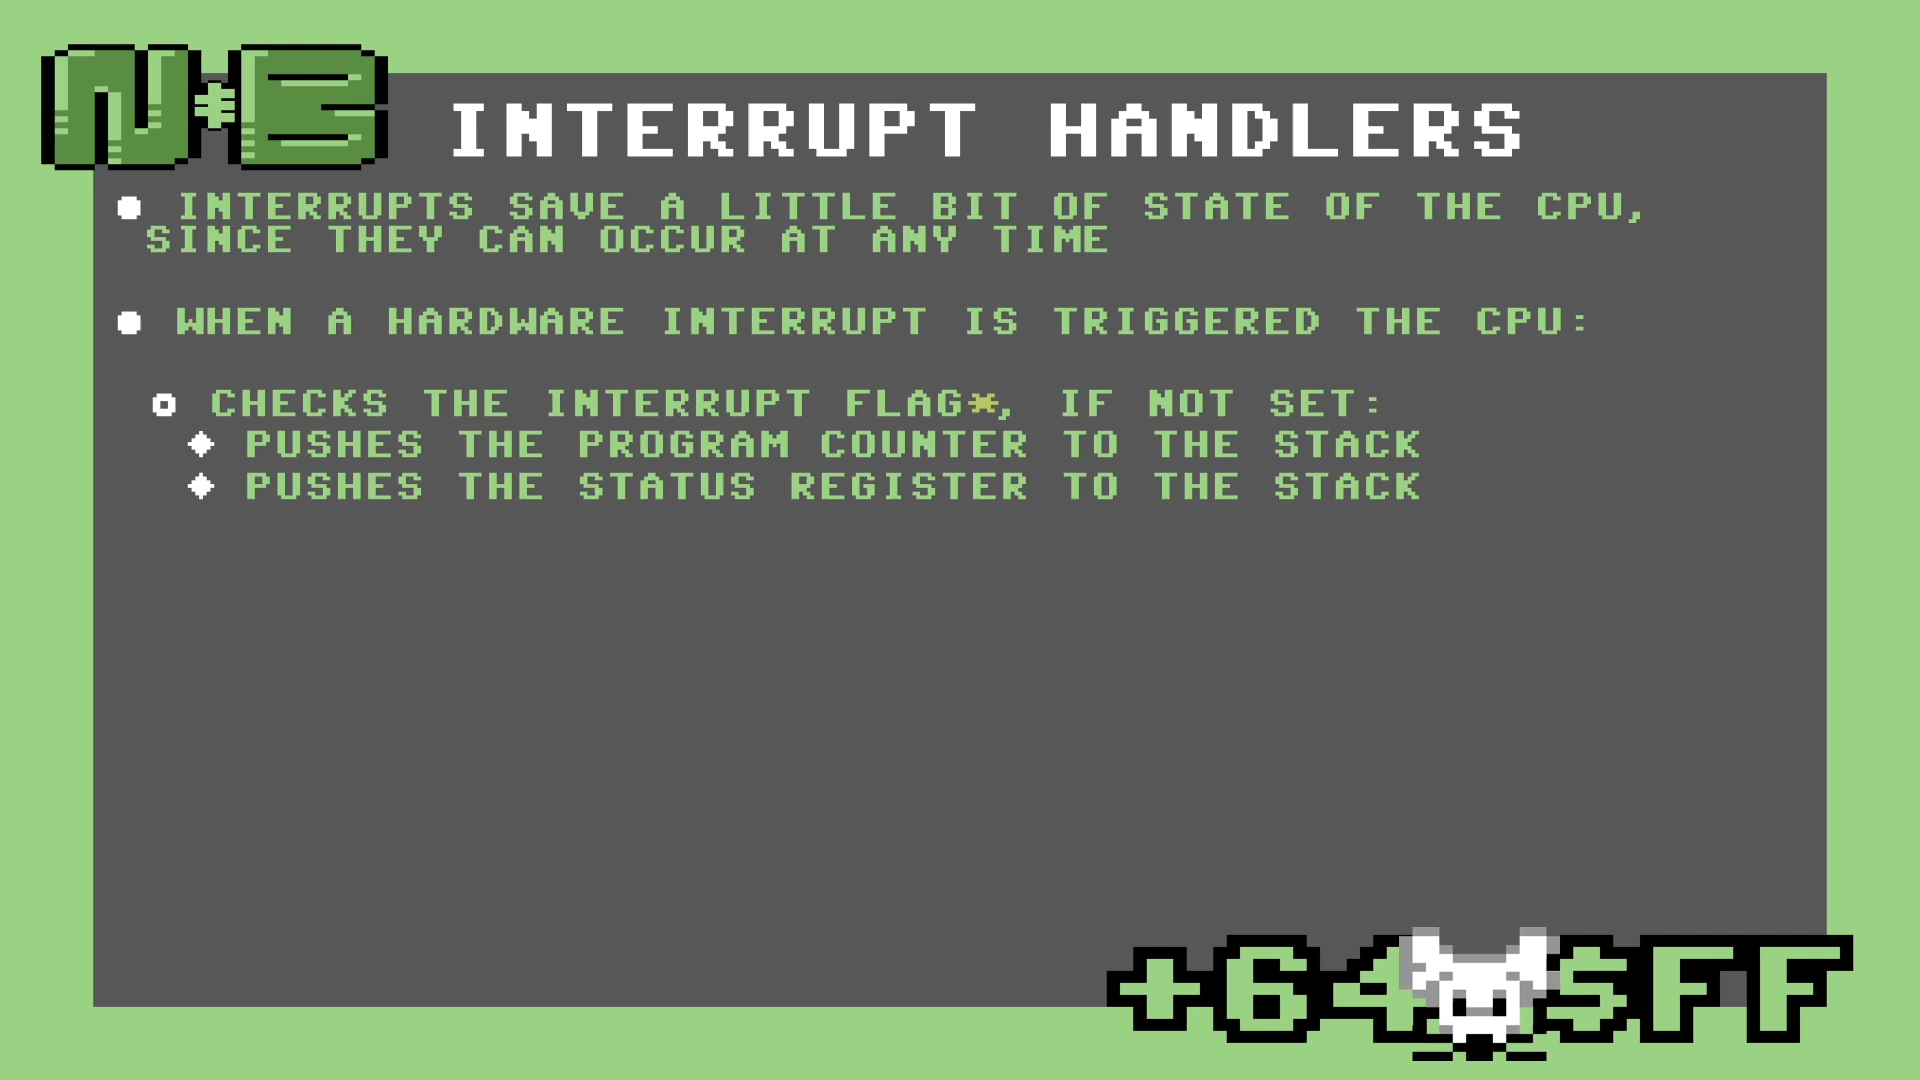 N+B
INTERRUPT HANDLERS
INTERRUPTS SAVE A LITTLE BIT OF STATE OF THE CPU,
SINCE THEY CAN OCCUR AT ANY TIME
WHEN A HARDWARE INTERRUPT IS TRIGGERED THE CPU:
CHECKS THE INTERRUPT FLAG*, IF NOT SET:
PUSHES THE PROGRAM COUNTER TO THE STACK
PUSHES THE STATUS REGISTER TO THE STACK
+64 $FF